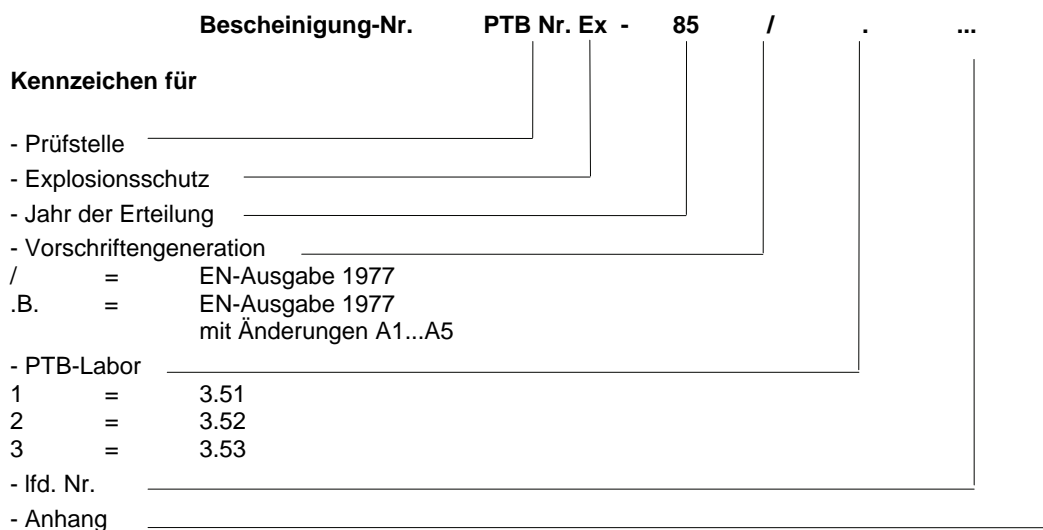 Bescheinigung-Nr. PTB Nr. Ex - 85 / . ...
Kennzeichen für
- Prüfstelle
- Explosionsschutz
- Jahr der Erteilung
- Vorschriftengeneration
/ = EN-Ausgabe 1977
.B. = EN-Ausgabe 1977
mit Änderungen A1...A5
- PTB-Labor
1 = 3.51
2 = 3.52
3 = 3.53
- lfd. Nr.
- Anhang